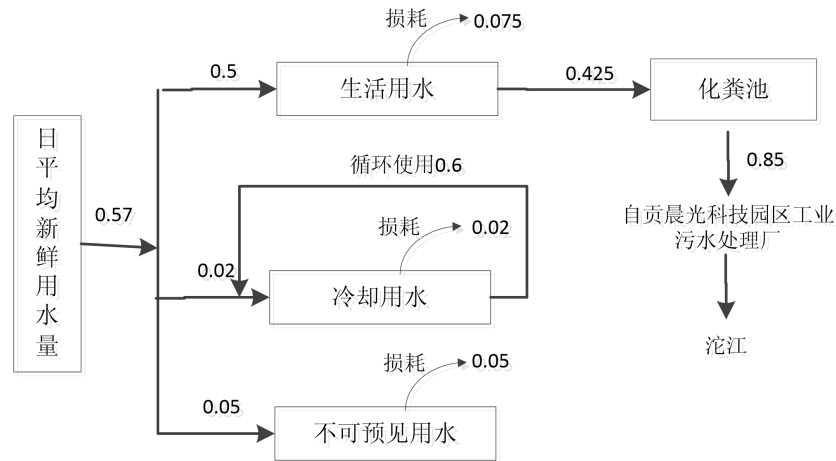 损耗
0.075
0.5
生活用水
0.425
化粪池
日平均新鲜用水量
0.57
循环使用0.6
0.85
自贡晨光科技园区工业
污水处理厂
损耗
0.02
0.02
冷却用水
沱江
损耗
0.05
0.05
不可预见用水